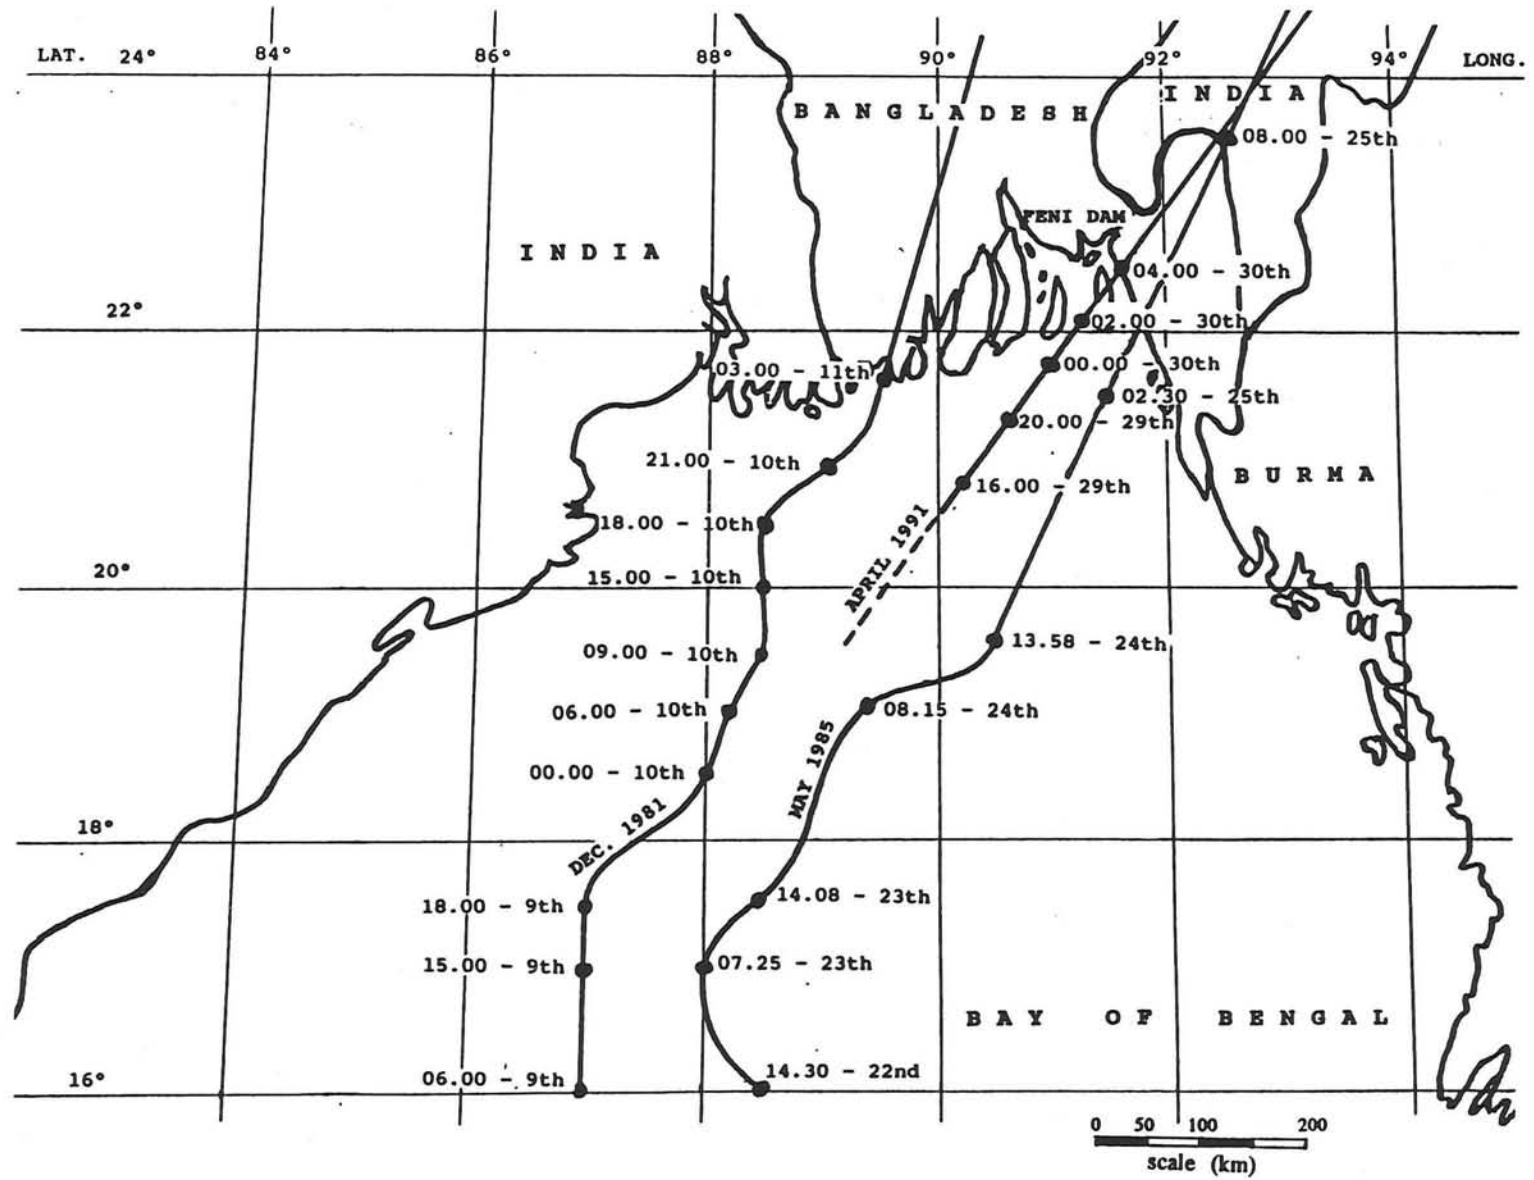 LAT. 24° 84° 86° 88° 90° 92° 94° LONG.
INDIA
BANGLADESH
08.00 - 25th
FENI DAM
INDIA
04.00 - 30th
22°
02.00 - 30th
00.00 - 30th
03.00 - 11th
02.30 - 25th
20.00 - 29th
21.00 - 10th
BURMA
16.00 - 29th
18.00 - 10th
APRIL 1991
20°
15.00 - 10th
13.58 - 24th
09.00 - 10th
06.00 - 10th
08.15 - 24th
MAY 1985
00.00 - 10th
DEC. 1981
18°
14.08 - 23th
18.00 - 9th
07.25 - 23th
15.00 - 9th
BAY OF BENGAL
14.30 - 22nd
16°
06.00 - 9th
0 50 100 200
scale (km)